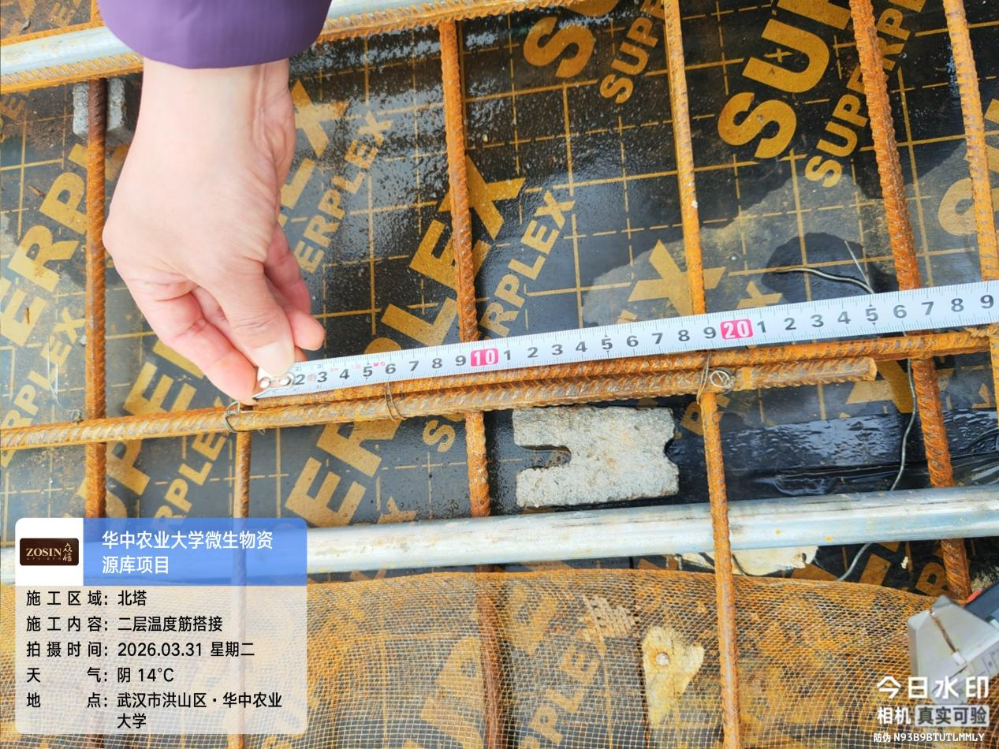 SUPERPLEX
SUPE
SUPERPL
SUP
ERPLEX
ERPLEX
SUPERPLEX
ERPL
X
2 3 4 5 6 7 8 9 10 1 2 3 4 5 6 7 8 9 20 1 2 3 4 5 6 7 8 9
ERPLEX
RPLEX
ZOSIN 众信
华中农业大学微生物资
源库项目
施工区域：北塔
施工内容：二层温度筋搭接
拍摄时间：2026.03.31 星期二
天气：阴 14°C
地点：武汉市洪山区·华中农业
大学
今日水印
相机 真实可验
防伪 N93B9BTUTLMMLY